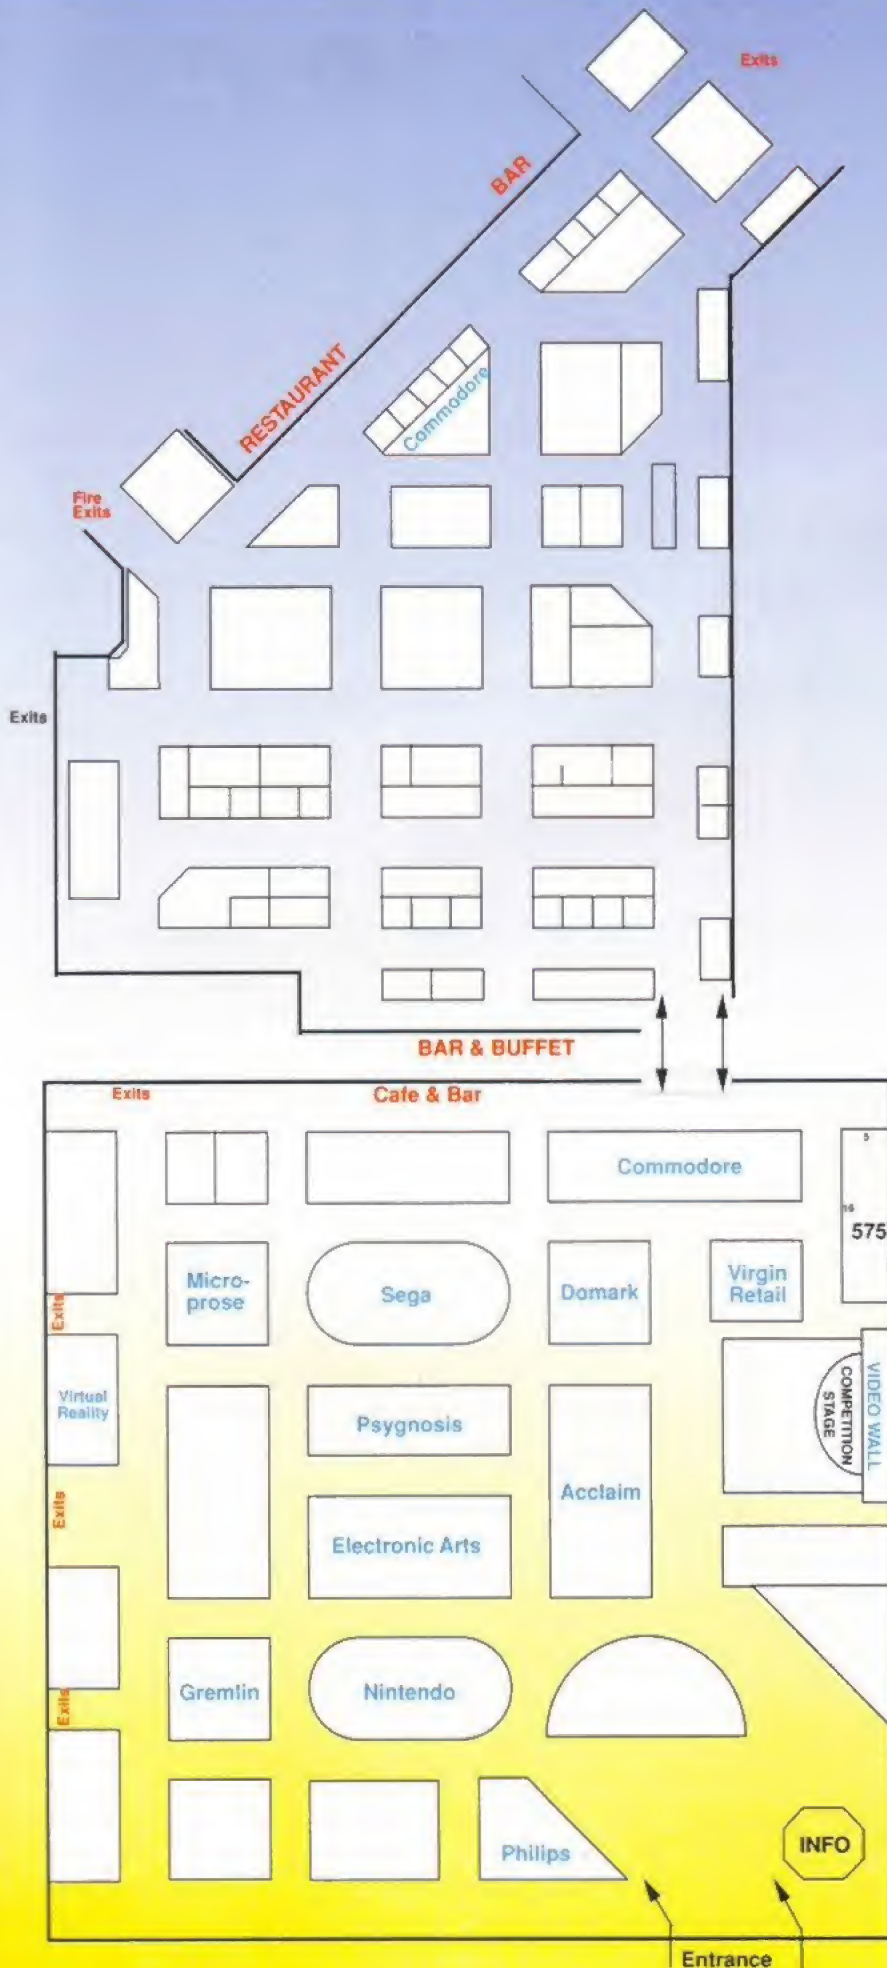 Exits
BAR
RESTAURANT
Commodore
Fire
Exits
Exits
BAR & BUFFET
Exits
Cafe & Bar
Commodore
5
16
575
Micro-
prose
Sega
Domark
Virgin
Retail
Exits
Virtual
Reality
Psygnosis
COMPETITION
STAGE
VIDEO WALL
Acclaim
Exits
Electronic Arts
Gremlin
Nintendo
Exits
Philips
INFO
Entrance